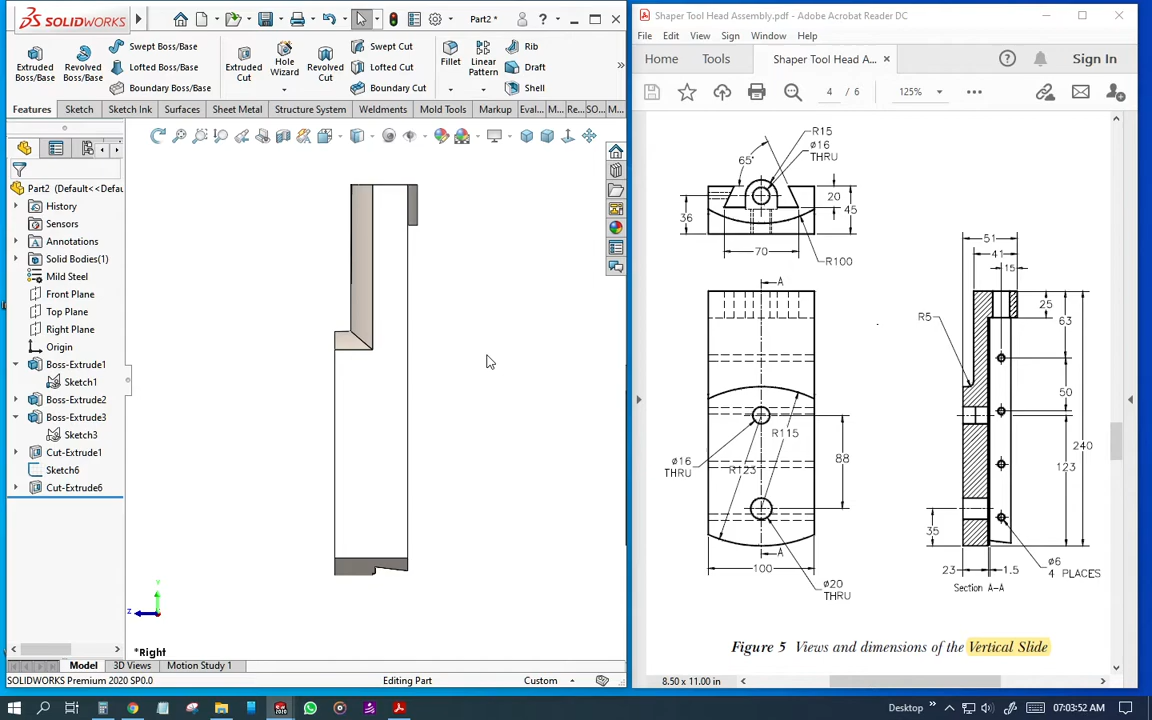 SOLIDWORKS
Part2 *
Shaper Tool Head Assembly.pdf - Adobe Acrobat Reader DC
File Edit View Sign Window Help
Extruded Boss/Base
Revolved Boss/Base
Swept Boss/Base
Lofted Boss/Base
Boundary Boss/Base
Extruded Cut
Hole Wizard
Revolved Cut
Swept Cut
Lofted Cut
Boundary Cut
Fillet
Linear Pattern
Rib
Draft
Shell
Home Tools Shaper Tool Head A... Sign In
4 / 6 125%
Features Sketch Sketch Ink Surfaces Sheet Metal Structural System Weldments Mold Tools Markup Eval... M... Re... SO... M...
Part2 (Default<<Defau
History
Sensors
Annotations
Solid Bodies(1)
Mild Steel
Front Plane
Top Plane
Right Plane
Origin
Boss-Extrude1
Sketch1
Boss-Extrude2
Boss-Extrude3
Sketch3
Cut-Extrude1
Sketch6
Cut-Extrude6
Y
Z
*Right
Model 3D Views Motion Study 1
SOLIDWORKS Premium 2020 SP0.0 Editing Part Custom
R15
ø16
THRU
65°
36
20
45
70
R100
A
A
R115
R123
ø16
THRU
88
100
ø20
THRU
51
41
15
R5
25
63
50
240
123
35
23
1.5
ø6
4 PLACES
Section A-A
Figure 5 Views and dimensions of the Vertical Slide
8.50 x 11.00 in
Desktop 07:03:52 AM